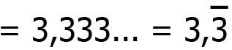 = 3,333... = 3,3̅